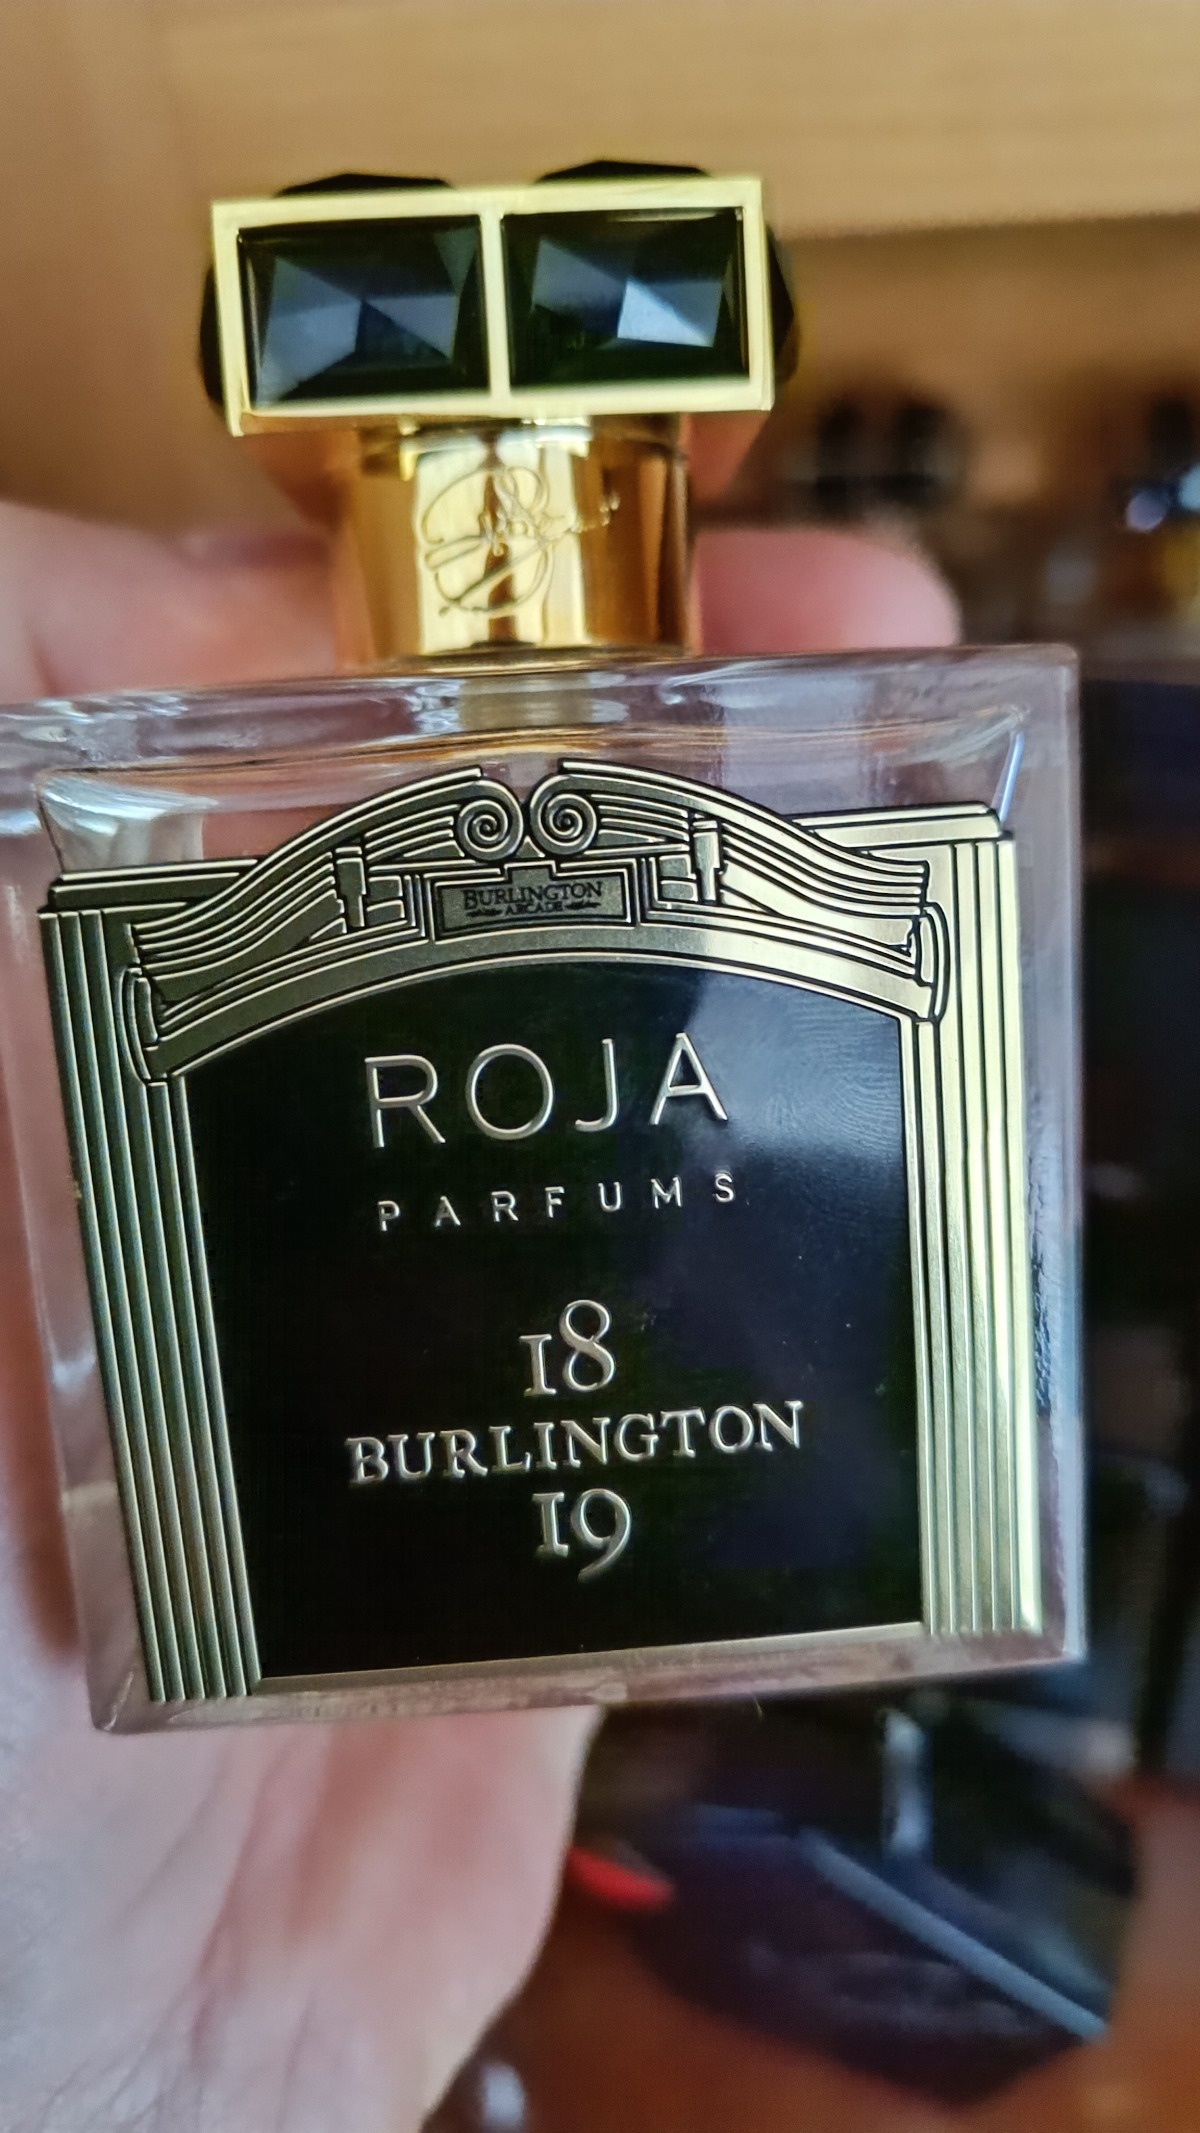 BURLINGTON
ARCADE
ROJA
PARFUMS
18
BURLINGTON
19